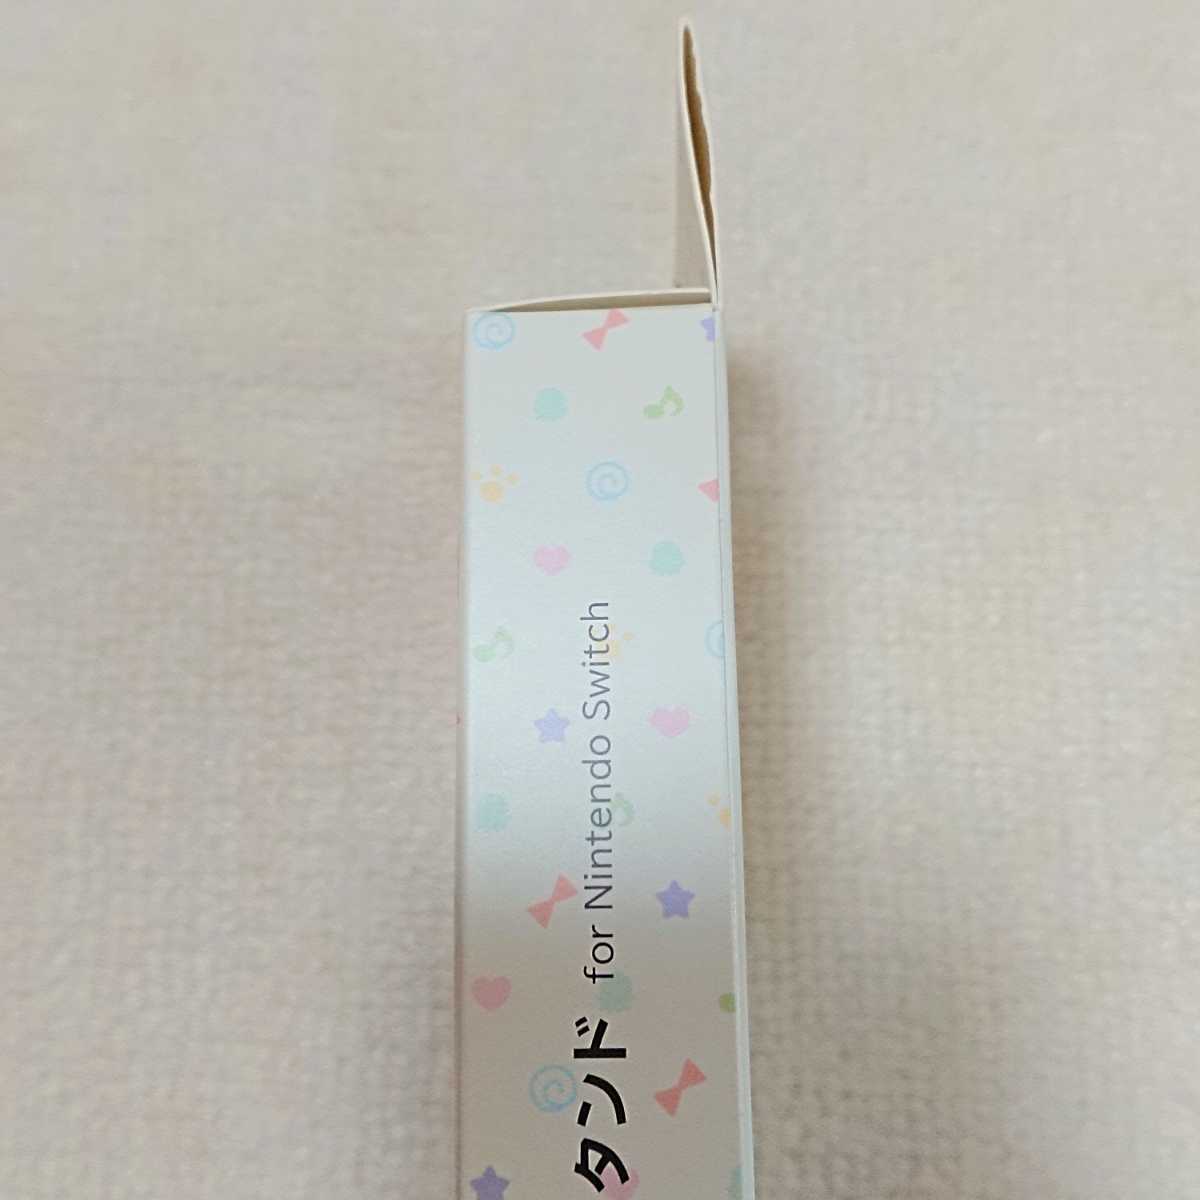 タンド for Nintendo Switch